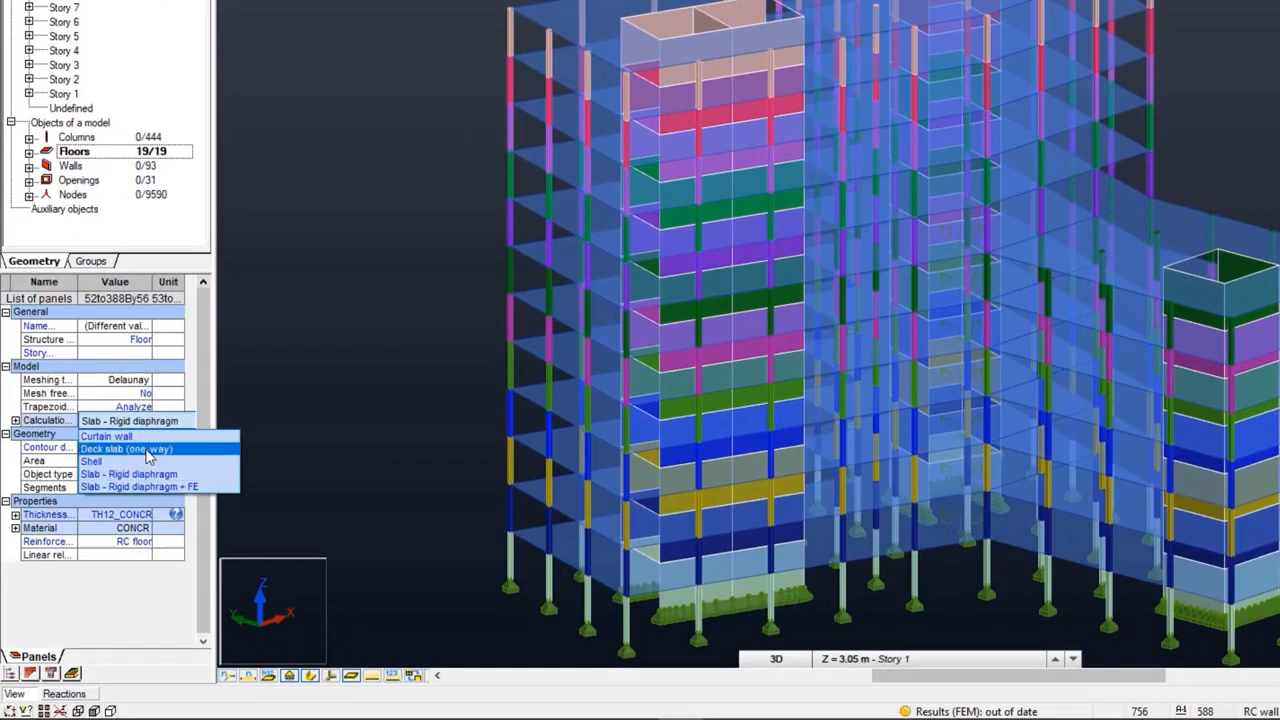 Story 7
Story 6
Story 5
Story 4
Story 3
Story 2
Story 1
Undefined
Objects of a model
Columns 0/444
Floors 19/19
Walls 0/93
Openings 0/31
Nodes 0/9590
Auxiliary objects
Geometry Groups
Name Value Unit
List of panels 52to388By56 53to...
General
Name... (Different val...
Structure ... Floor
Story...
Model
Meshing t... Delaunay
Mesh free... No
Trapezoid... Analyze
Calculatio... Slab - Rigid diaphragm
Geometry
Curtain wall
Contour d...
Deck slab (one-way)
Area
Shell
Object type
Slab - Rigid diaphragm
Segments
Slab - Rigid diaphragm + FE
Properties
Thickness... TH12_CONCR
Material CONCR
Reinforce... RC floor
Linear rel...
Panels
View Reactions
Z
Y
X
3D
Z = 3.05 m - Story 1
Results (FEM): out of date
756
588
RC wall